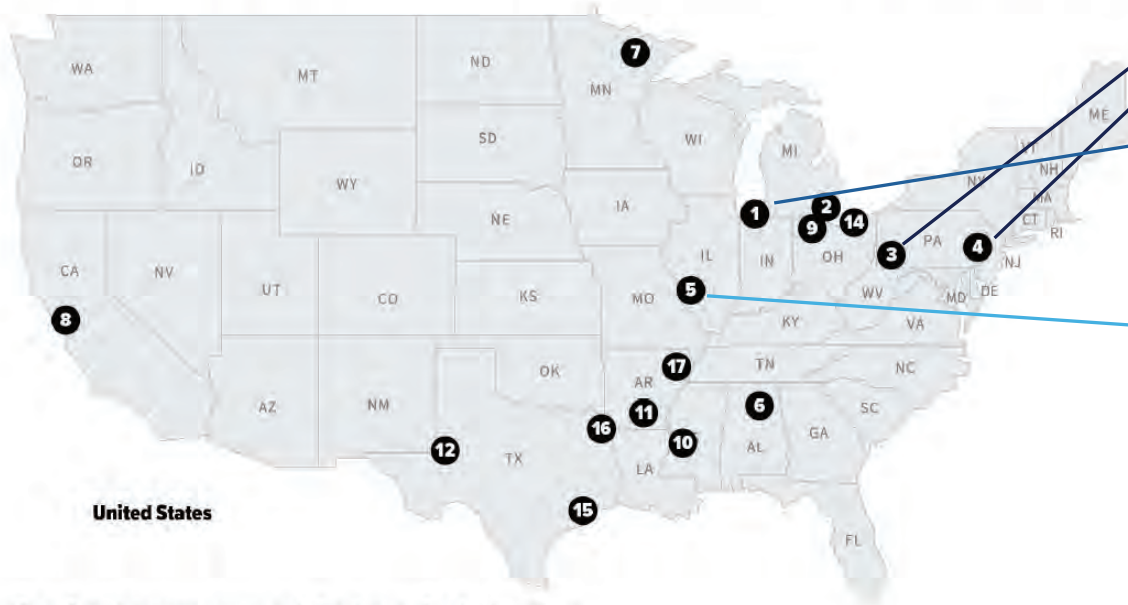 7
WA
MT
ND
MN
ME
OR
ID
SD
WI
MI
VT
NH
NY
MA
WY
IA
1
2
CT
RI
NE
9
14
PA
4
3
OH
NJ
CA
NV
IL
IN
UT
CO
KS
MO
5
WV
MD
DE
8
KY
VA
OK
AR
17
TN
NC
AZ
NM
16
11
6
SC
12
TX
10
AL
GA
LA
United States
15
FL